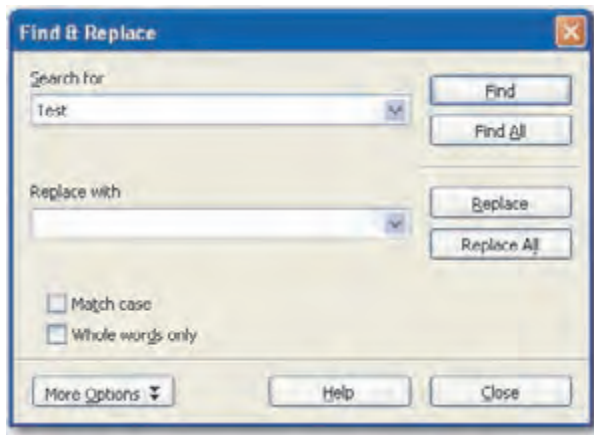 Find & Replace
Search for
Test
Find
Find All
Replace with
Replace
Replace All
Match case
Whole words only
More Options
Help
Close